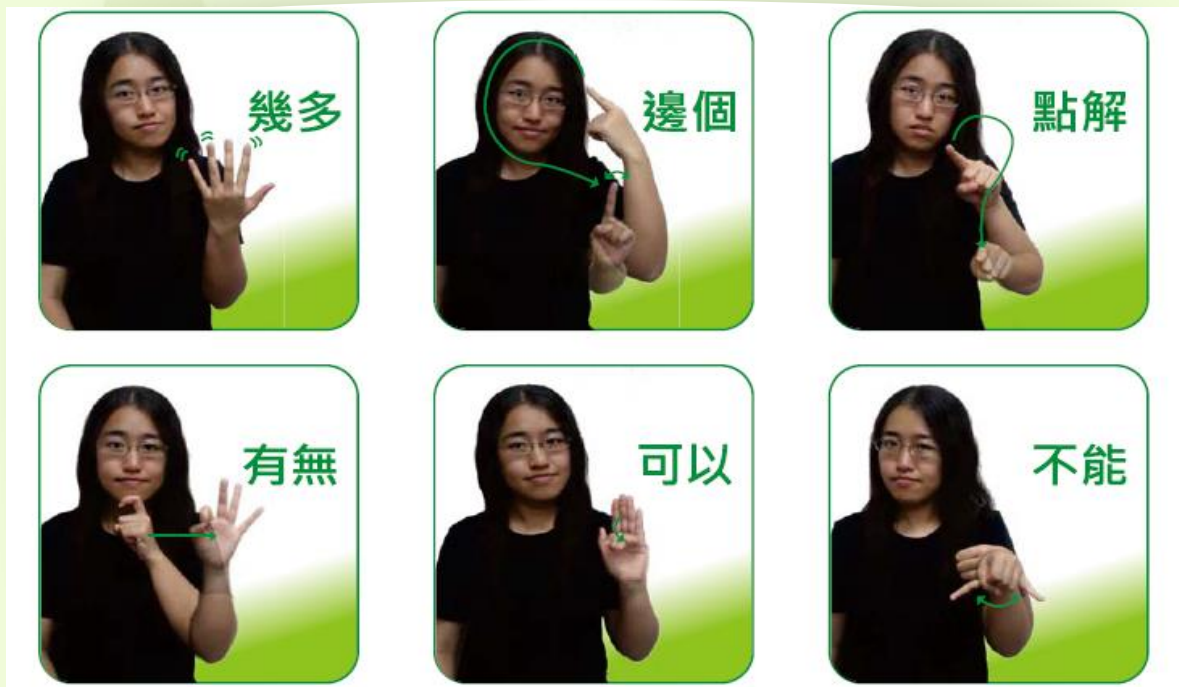 幾多
邊個
點解
有無
可以
不能